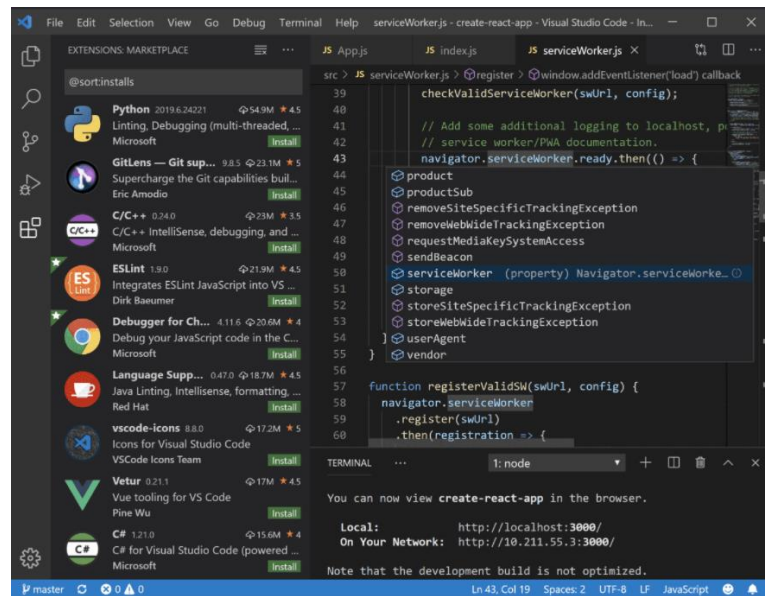 File Edit Selection View Go Debug Terminal Help serviceWorker.js - create-react-app - Visual Studio Code - In...
EXTENSIONS: MARKETPLACE
@sort:installs
Python 2019.6.24221 54.9M ★ 4.5
Linting, Debugging (multi-threaded, ...
Microsoft Install
GitLens — Git sup... 9.8.5 23.1M ★ 5
Supercharge the Git capabilities buil...
Eric Amodio Install
C/C++
C/C++ 0.24.0 23M ★ 3.5
C/C++ IntelliSense, debugging, and ...
Microsoft Install
ES
Lint
ESLint 1.9.0 21.9M ★ 4.5
Integrates ESLint JavaScript into VS ...
Dirk Baeumer Install
Debugger for Ch... 4.11.6 20.6M ★ 4
Debug your JavaScript code in the C...
Microsoft Install
Language Supp... 0.47.0 18.7M ★ 4.5
Java Linting, Intellisense, formatting, ...
Red Hat Install
vscode-icons 8.8.0 17.2M ★ 5
Icons for Visual Studio Code
VSCode Icons Team Install
Vetur 0.21.1 17M ★ 4.5
Vue tooling for VS Code
Pine Wu Install
C#
C# 1.21.0 15.6M ★ 4
C# for Visual Studio Code (powered ...
Microsoft Install
JS App.js JS index.js JS serviceWorker.js ×
src > JS serviceWorker.js > register > window.addEventListener('load') callback
39 checkValidServiceWorker(swUrl, config);
40
41 // Add some additional logging to localhost, p
42 // service worker/PWA documentation.
43 navigator.serviceWorker.ready.then(() => {
44 product
45 productSub
46 removeSiteSpecificTrackingException
47 removeWebWideTrackingException
48 requestMediaKeySystemAccess
49 sendBeacon
50 serviceWorker (property) Navigator.serviceWorke...
51 storage
52 storeSiteSpecificTrackingException
53 storeWebWideTrackingException
54 } userAgent
55 } vendor
56
57 function registerValidSW(swUrl, config) {
58 navigator.serviceWorker
59 .register(swUrl)
60 .then(registration => {
TERMINAL ... 1: node
You can now view create-react-app in the browser.
Local: http://localhost:3000/
On Your Network: http://10.211.55.3:3000/
Note that the development build is not optimized.
master 0 0 Ln 43, Col 19 Spaces: 2 UTF-8 LF JavaScript